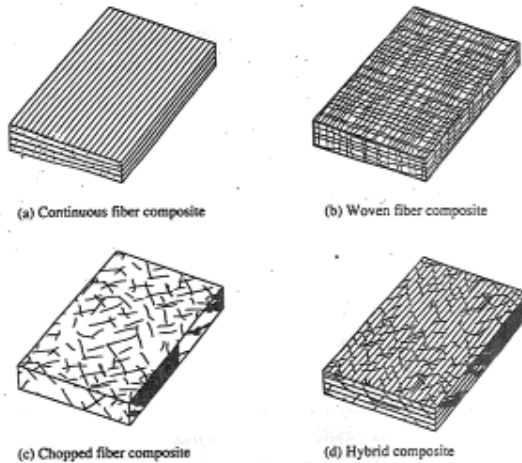 (a) Continuous fiber composite
(b) Woven fiber composite
(c) Chopped fiber composite
(d) Hybrid composite